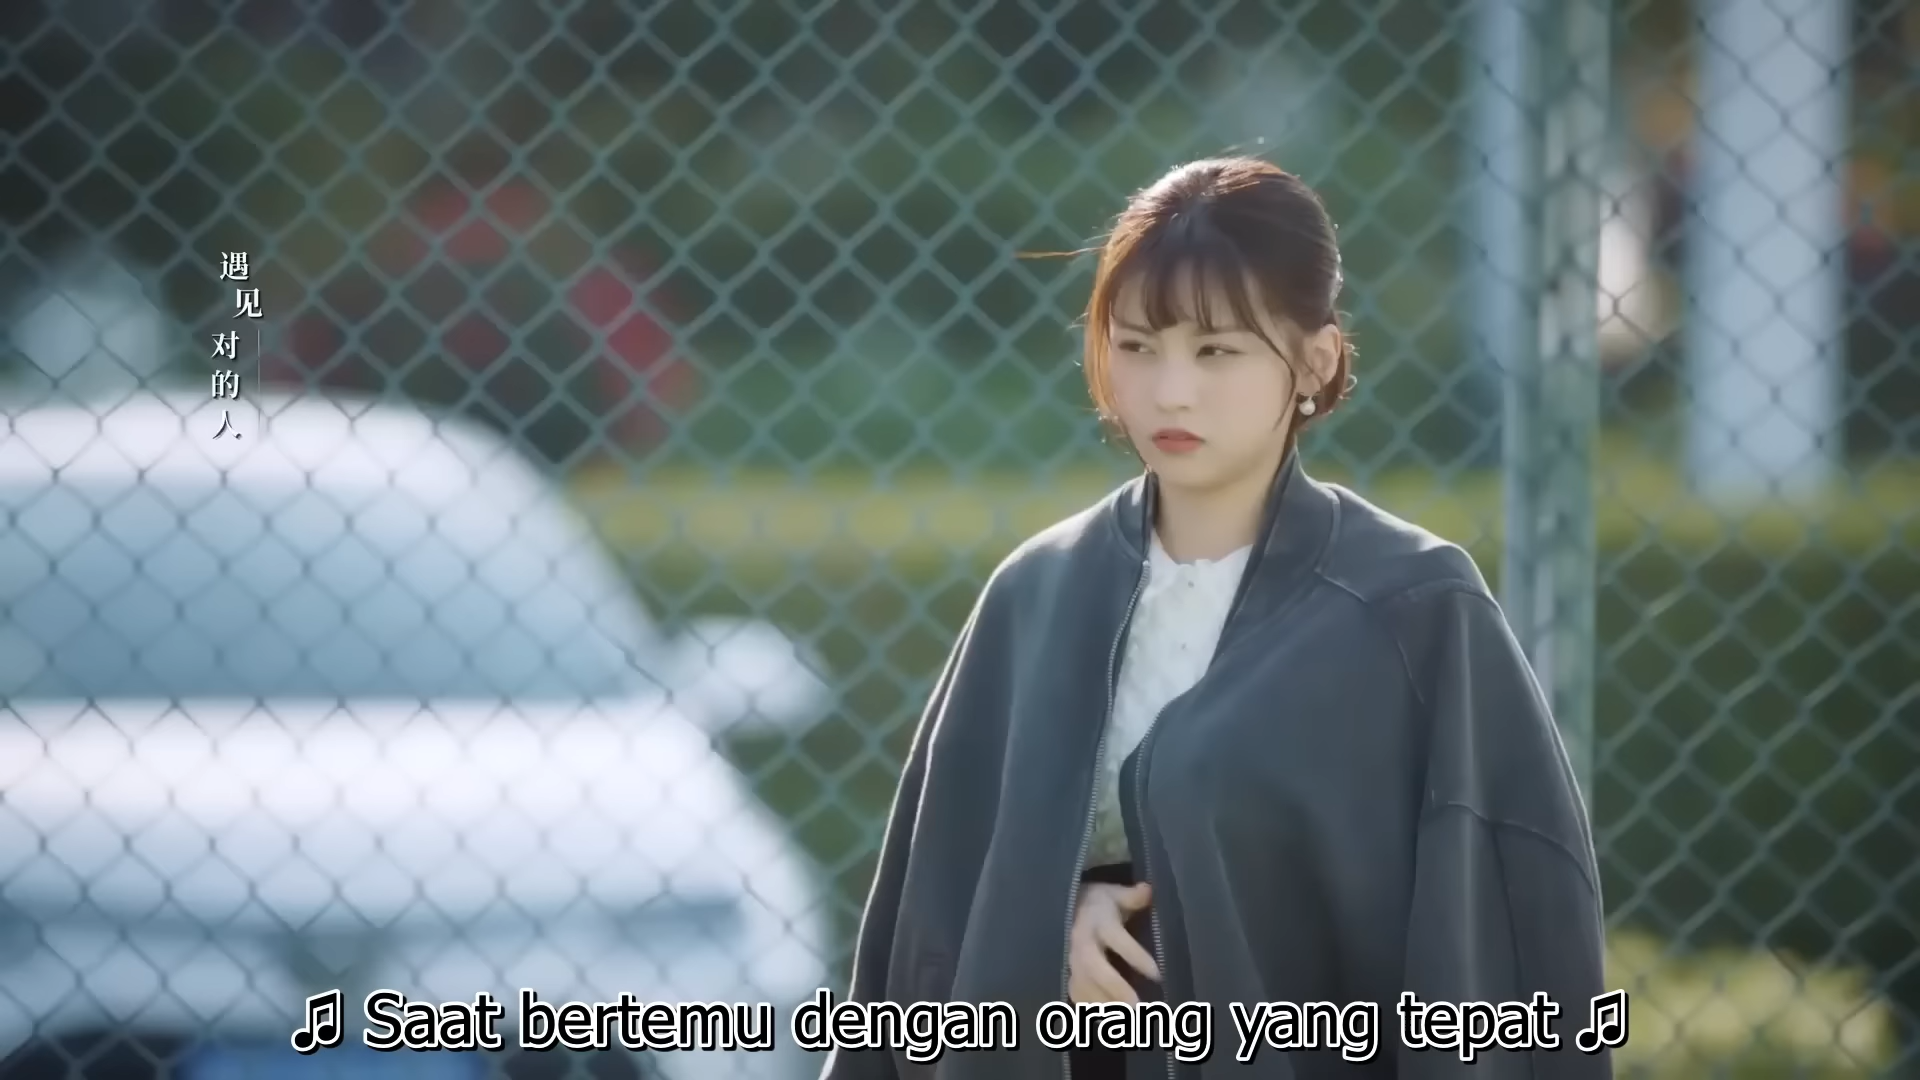 遇见
对的人
♫ Saat bertemu dengan orang yang tepat ♫